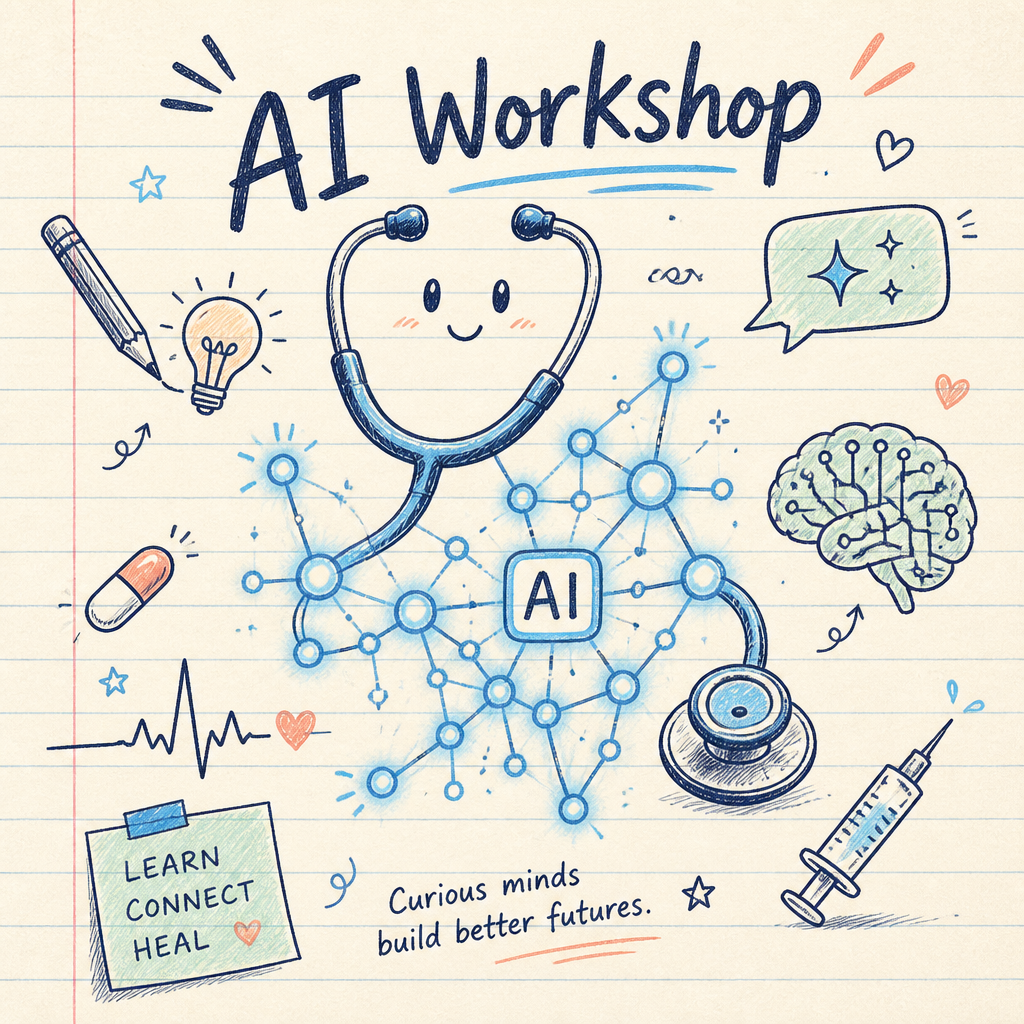 AI Workshop
AI
LEARN
CONNECT
HEAL
Curious minds
build better futures.